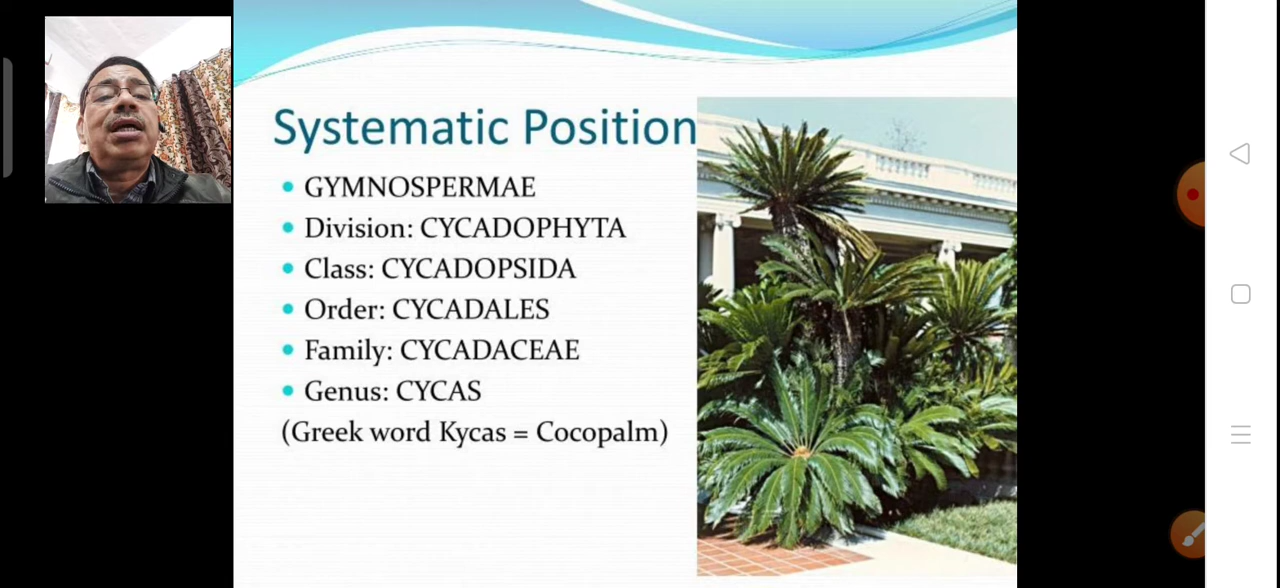 Systematic Position
GYMNOSPERMAE
Division: CYCADOPHYTA
Class: CYCADOPSIDA
Order: CYCADALES
Family: CYCADACEAE
Genus: CYCAS
(Greek word Kycas = Cocopalm)